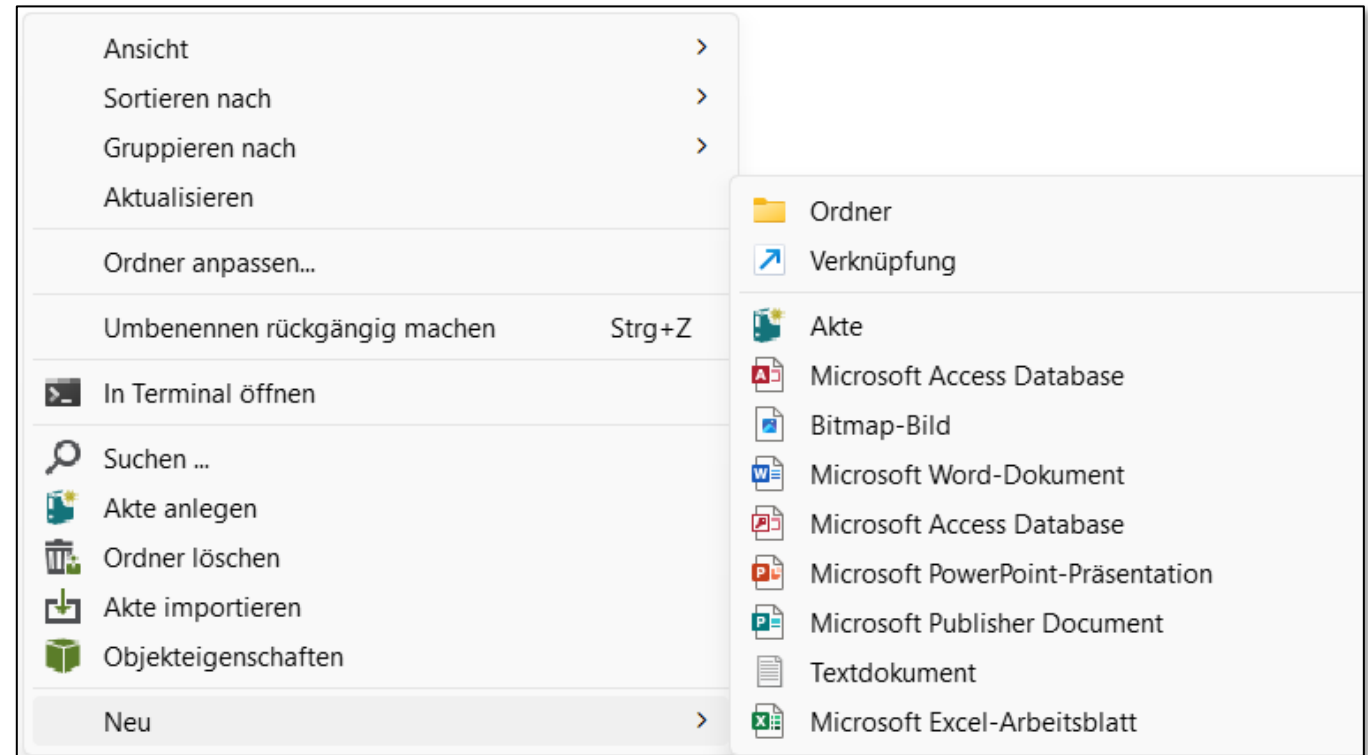 Ansicht
Sortieren nach
Gruppieren nach
Aktualisieren
Ordner anpassen...
Umbenennen rückgängig machen Strg+Z
In Terminal öffnen
Suchen ...
Akte anlegen
Ordner löschen
Akte importieren
Objekteigenschaften
Neu
Ordner
Verknüpfung
Akte
Microsoft Access Database
Bitmap-Bild
Microsoft Word-Dokument
Microsoft Access Database
Microsoft PowerPoint-Präsentation
Microsoft Publisher Document
Textdokument
Microsoft Excel-Arbeitsblatt